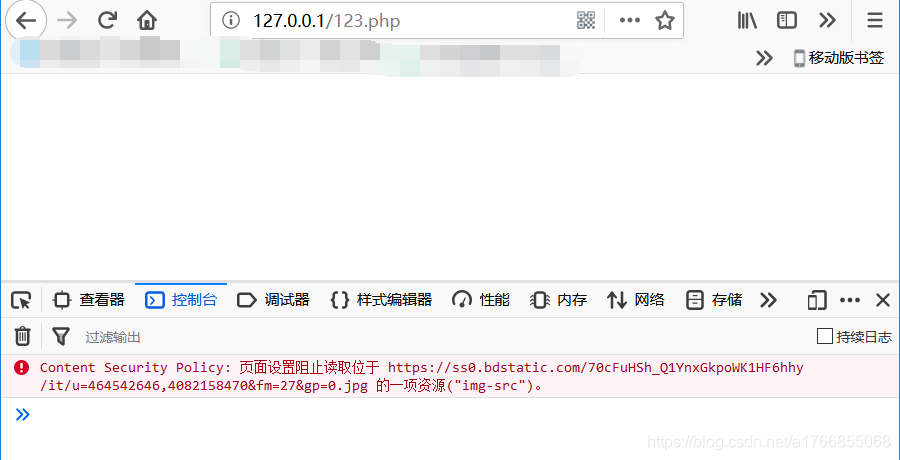 127.0.0.1/123.php
移动版书签
查看器 控制台 调试器 样式编辑器 性能 内存 网络 存储
过滤输出 持续日志
Content Security Policy: 页面设置阻止读取位于 https://ss0.bdstatic.com/70cFuHSh_Q1YnxGkpoWK1HF6hhy
/it/u=464542646,4082158470&fm=27&gp=0.jpg 的一项资源("img-src")。
https://blog.csdn.net/a1766855068